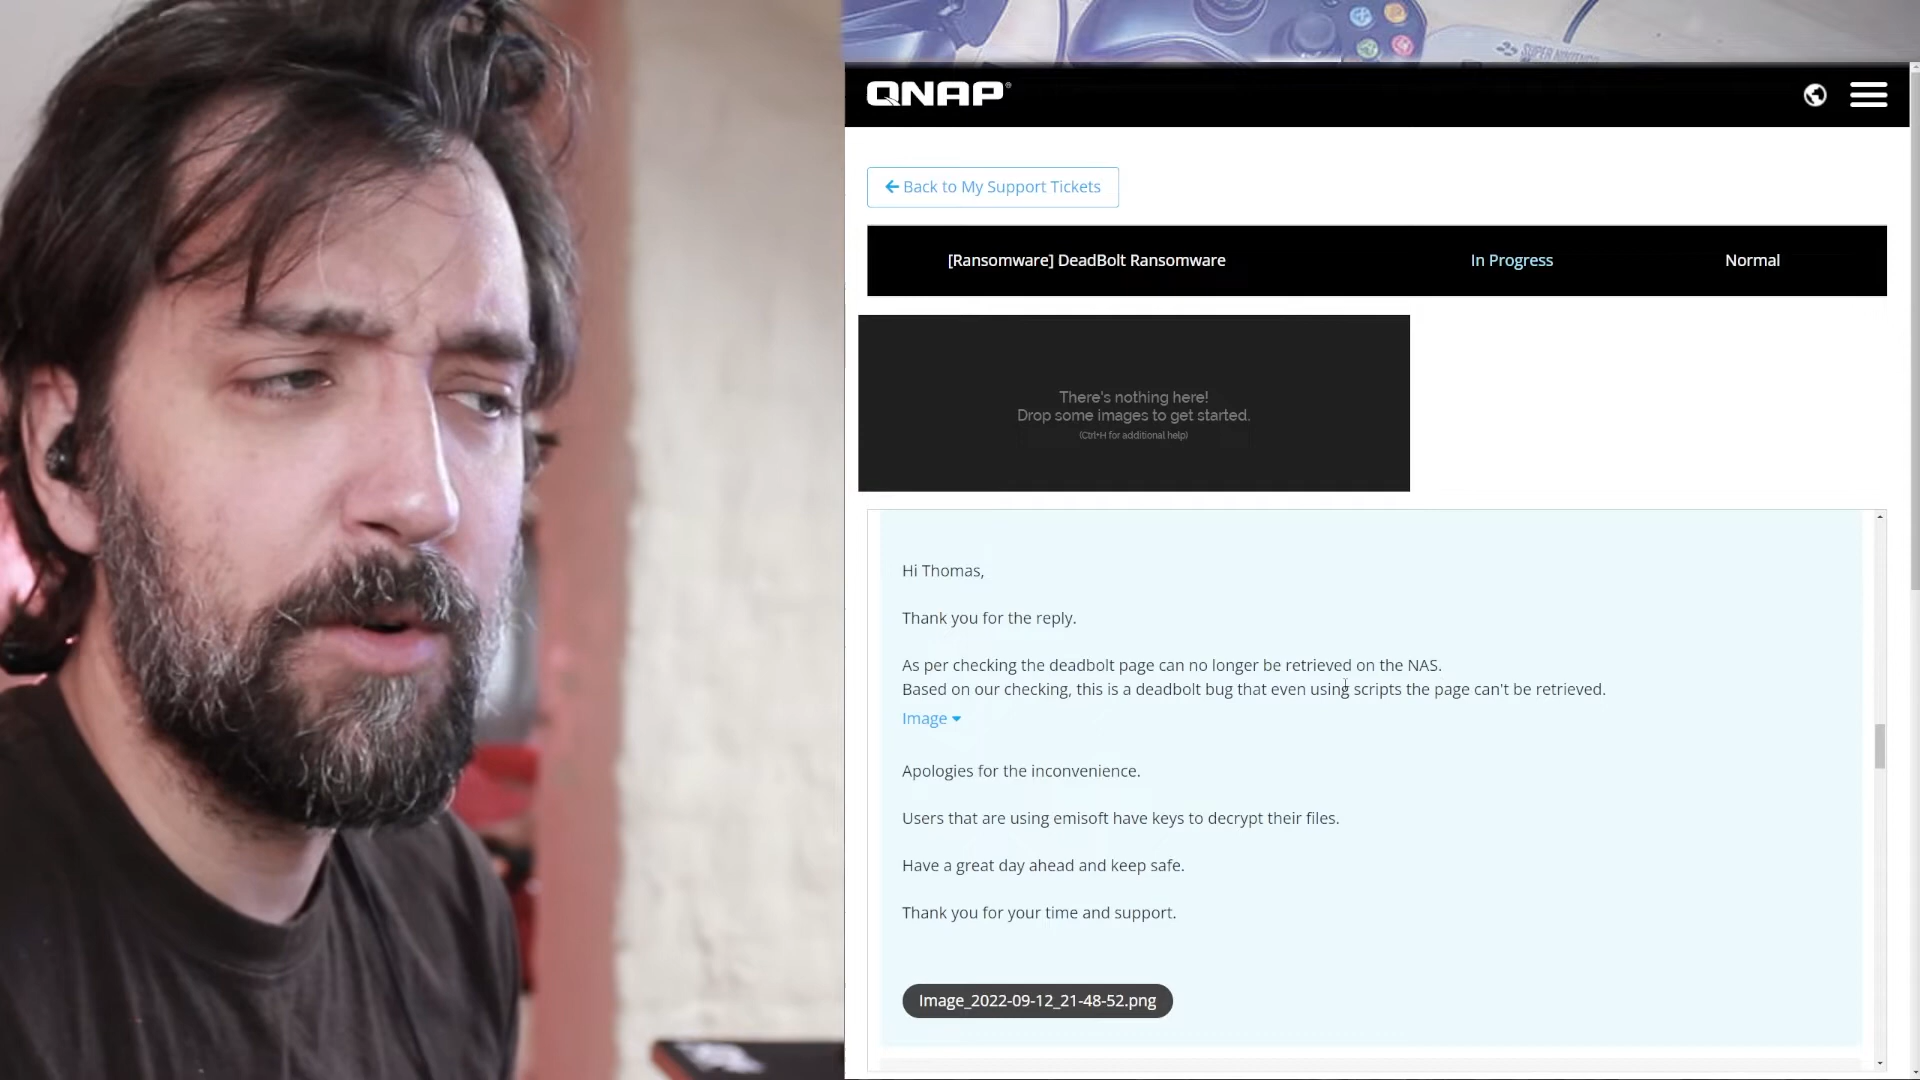 SUPER NINTENDO
QNAP®
Back to My Support Tickets
[Ransomware] DeadBolt Ransomware In Progress Normal
There's nothing here!
Drop some images to get started.
(Ctrl+H for additional help)
Hi Thomas,
Thank you for the reply.
As per checking the deadbolt page can no longer be retrieved on the NAS.
Based on our checking, this is a deadbolt bug that even using scripts the page can't be retrieved.
Image
Apologies for the inconvenience.
Users that are using emisoft have keys to decrypt their files.
Have a great day ahead and keep safe.
Thank you for your time and support.
Image_2022-09-12_21-48-52.png